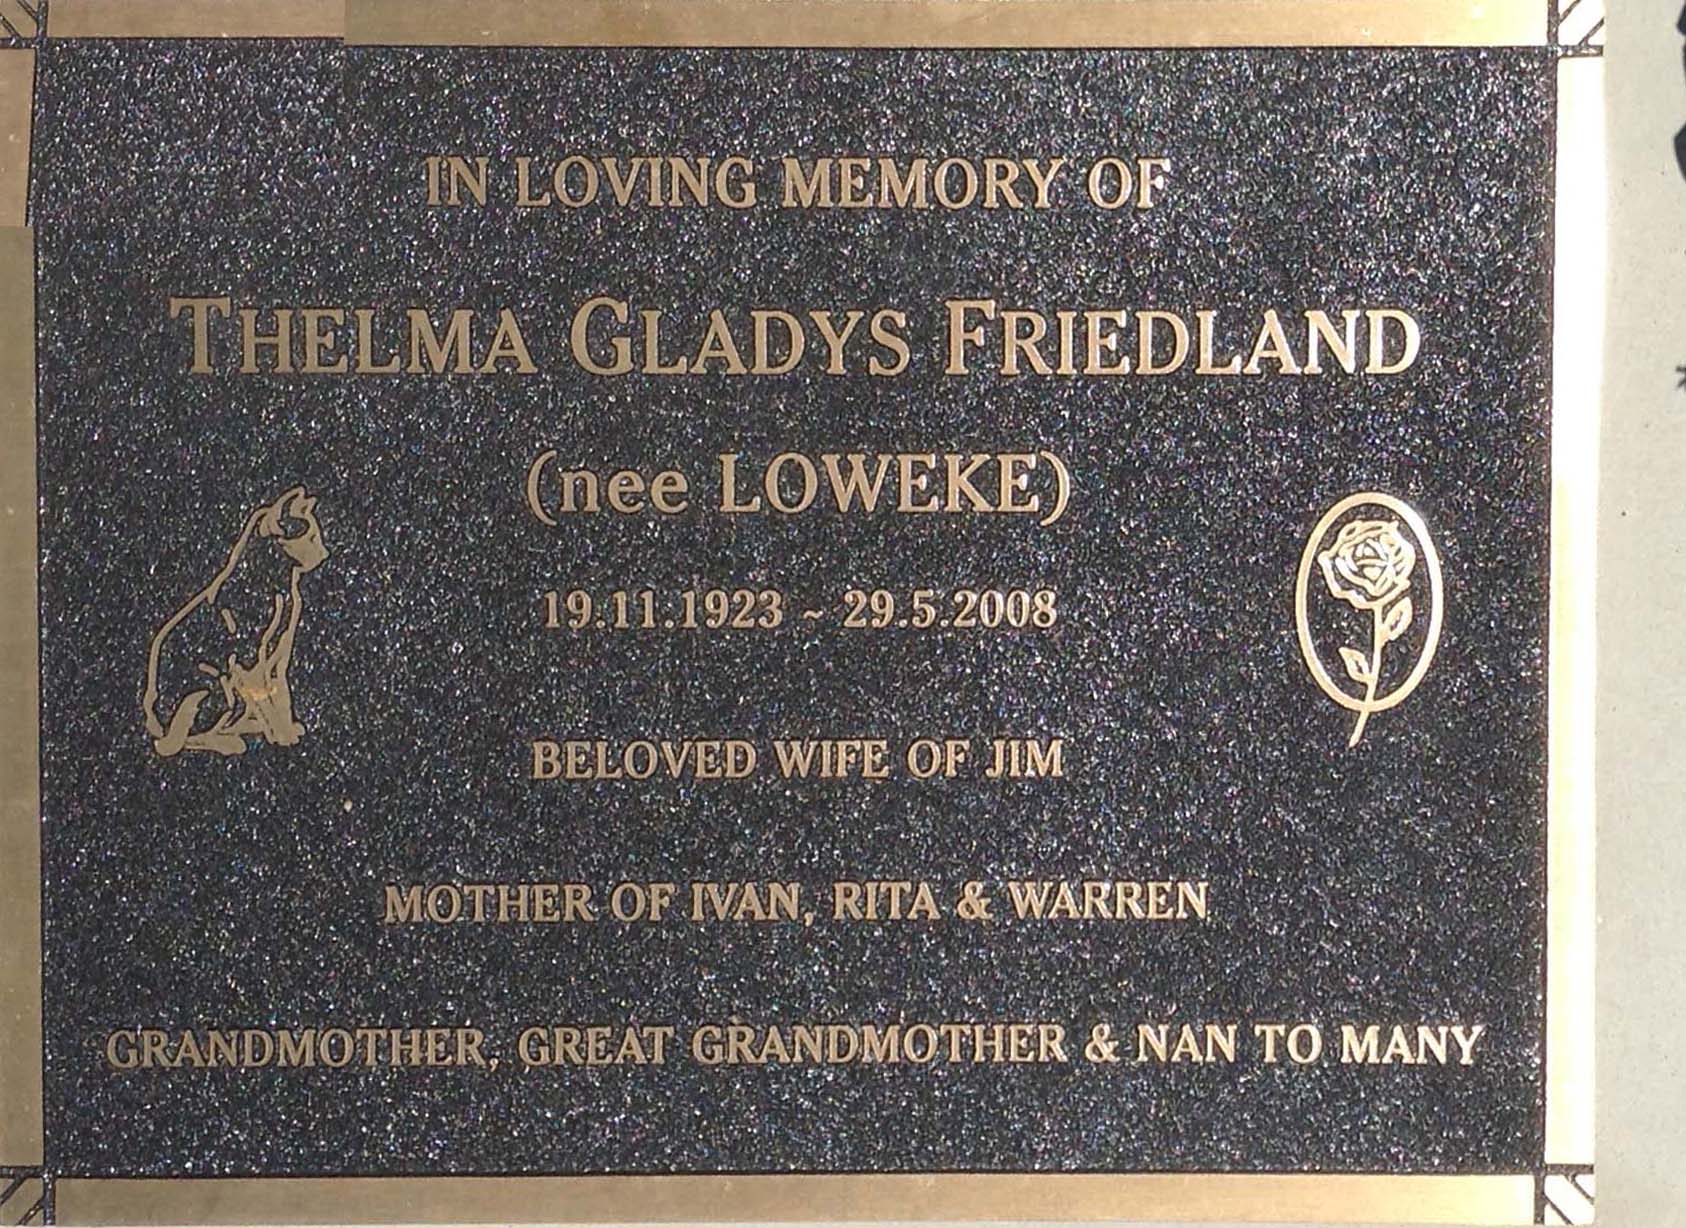 IN LOVING MEMORY OF
THELMA GLADYS FRIEDLAND
(nee LOWEKE)
19.11.1923 ~ 29.5.2008
BELOVED WIFE OF JIM
MOTHER OF IVAN, RITA & WARREN
GRANDMOTHER, GREAT GRANDMOTHER & NAN TO MANY